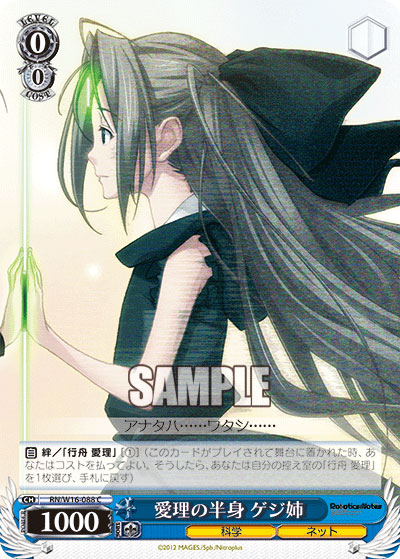 LEVEL
0
0
COST
SAMPLE
アナタハ……ワタシ……
絆／「行舟 愛理」 [①] (このカードがプレイされて舞台に置かれた時、あ
なたはコストを払ってよい。そうしたら、あなたは自分の控え室の「行舟 愛理」
を1枚選び、手札に戻す)
CH RN/W16-088 C
1000
愛理の半身 ゲジ姉
Robotics;Notes
科学
ネット
©2012 MAGES./5pb./Nitroplus